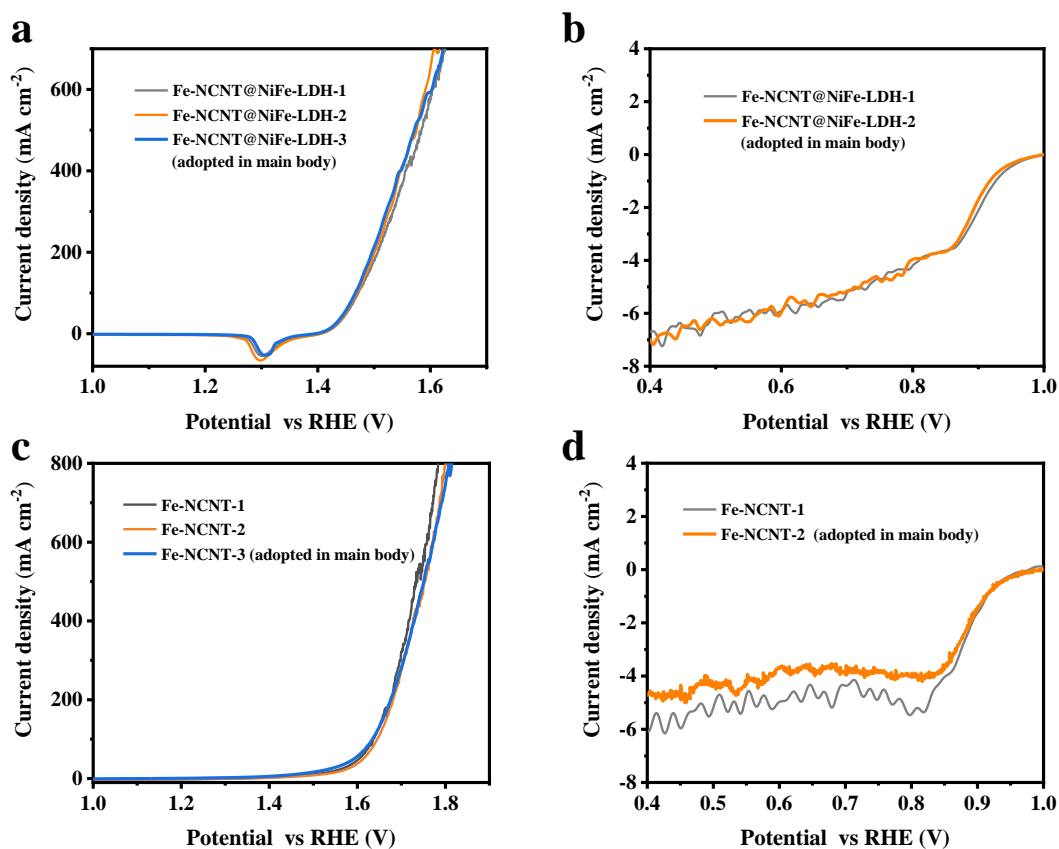 a
Current density (mA cm⁻²)
600
400
200
0
Fe-NCNT@NiFe-LDH-1
Fe-NCNT@NiFe-LDH-2
Fe-NCNT@NiFe-LDH-3
(adopted in main body)
1.0 1.2 1.4 1.6
Potential vs RHE (V)
b
Current density (mA cm⁻²)
4
2
0
-2
-4
-6
-8
Fe-NCNT@NiFe-LDH-1
Fe-NCNT@NiFe-LDH-2
(adopted in main body)
0.4 0.6 0.8 1.0
Potential vs RHE (V)
c
Current density (mA cm⁻²)
800
600
400
200
0
Fe-NCNT-1
Fe-NCNT-2
Fe-NCNT-3 (adopted in main body)
1.0 1.2 1.4 1.6 1.8
Potential vs RHE (V)
d
Current density (mA cm⁻²)
4
2
0
-2
-4
-6
-8
Fe-NCNT-1
Fe-NCNT-2 (adopted in main body)
0.4 0.5 0.6 0.7 0.8 0.9 1.0
Potential vs RHE (V)